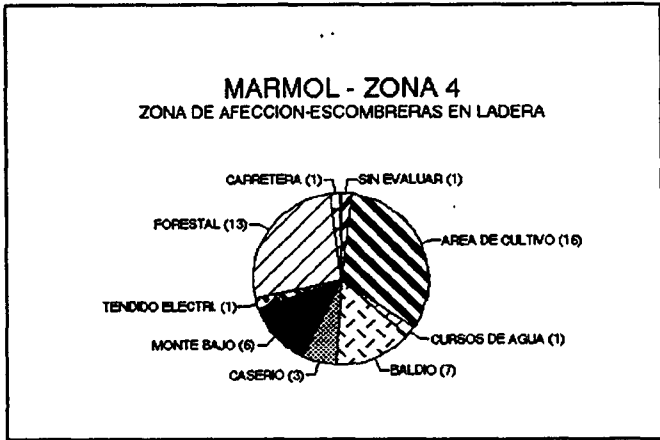 MARMOL - ZONA 4
ZONA DE AFECCION-ESCOMBRERAS EN LADERA
CARRETERA (1)
SIN EVALUAR (1)
FORESTAL (13)
AREA DE CULTIVO (16)
TENDIDO ELECTRI. (1)
CURSOS DE AGUA (1)
MONTE BAJO (6)
BALDIO (7)
CASERIO (3)